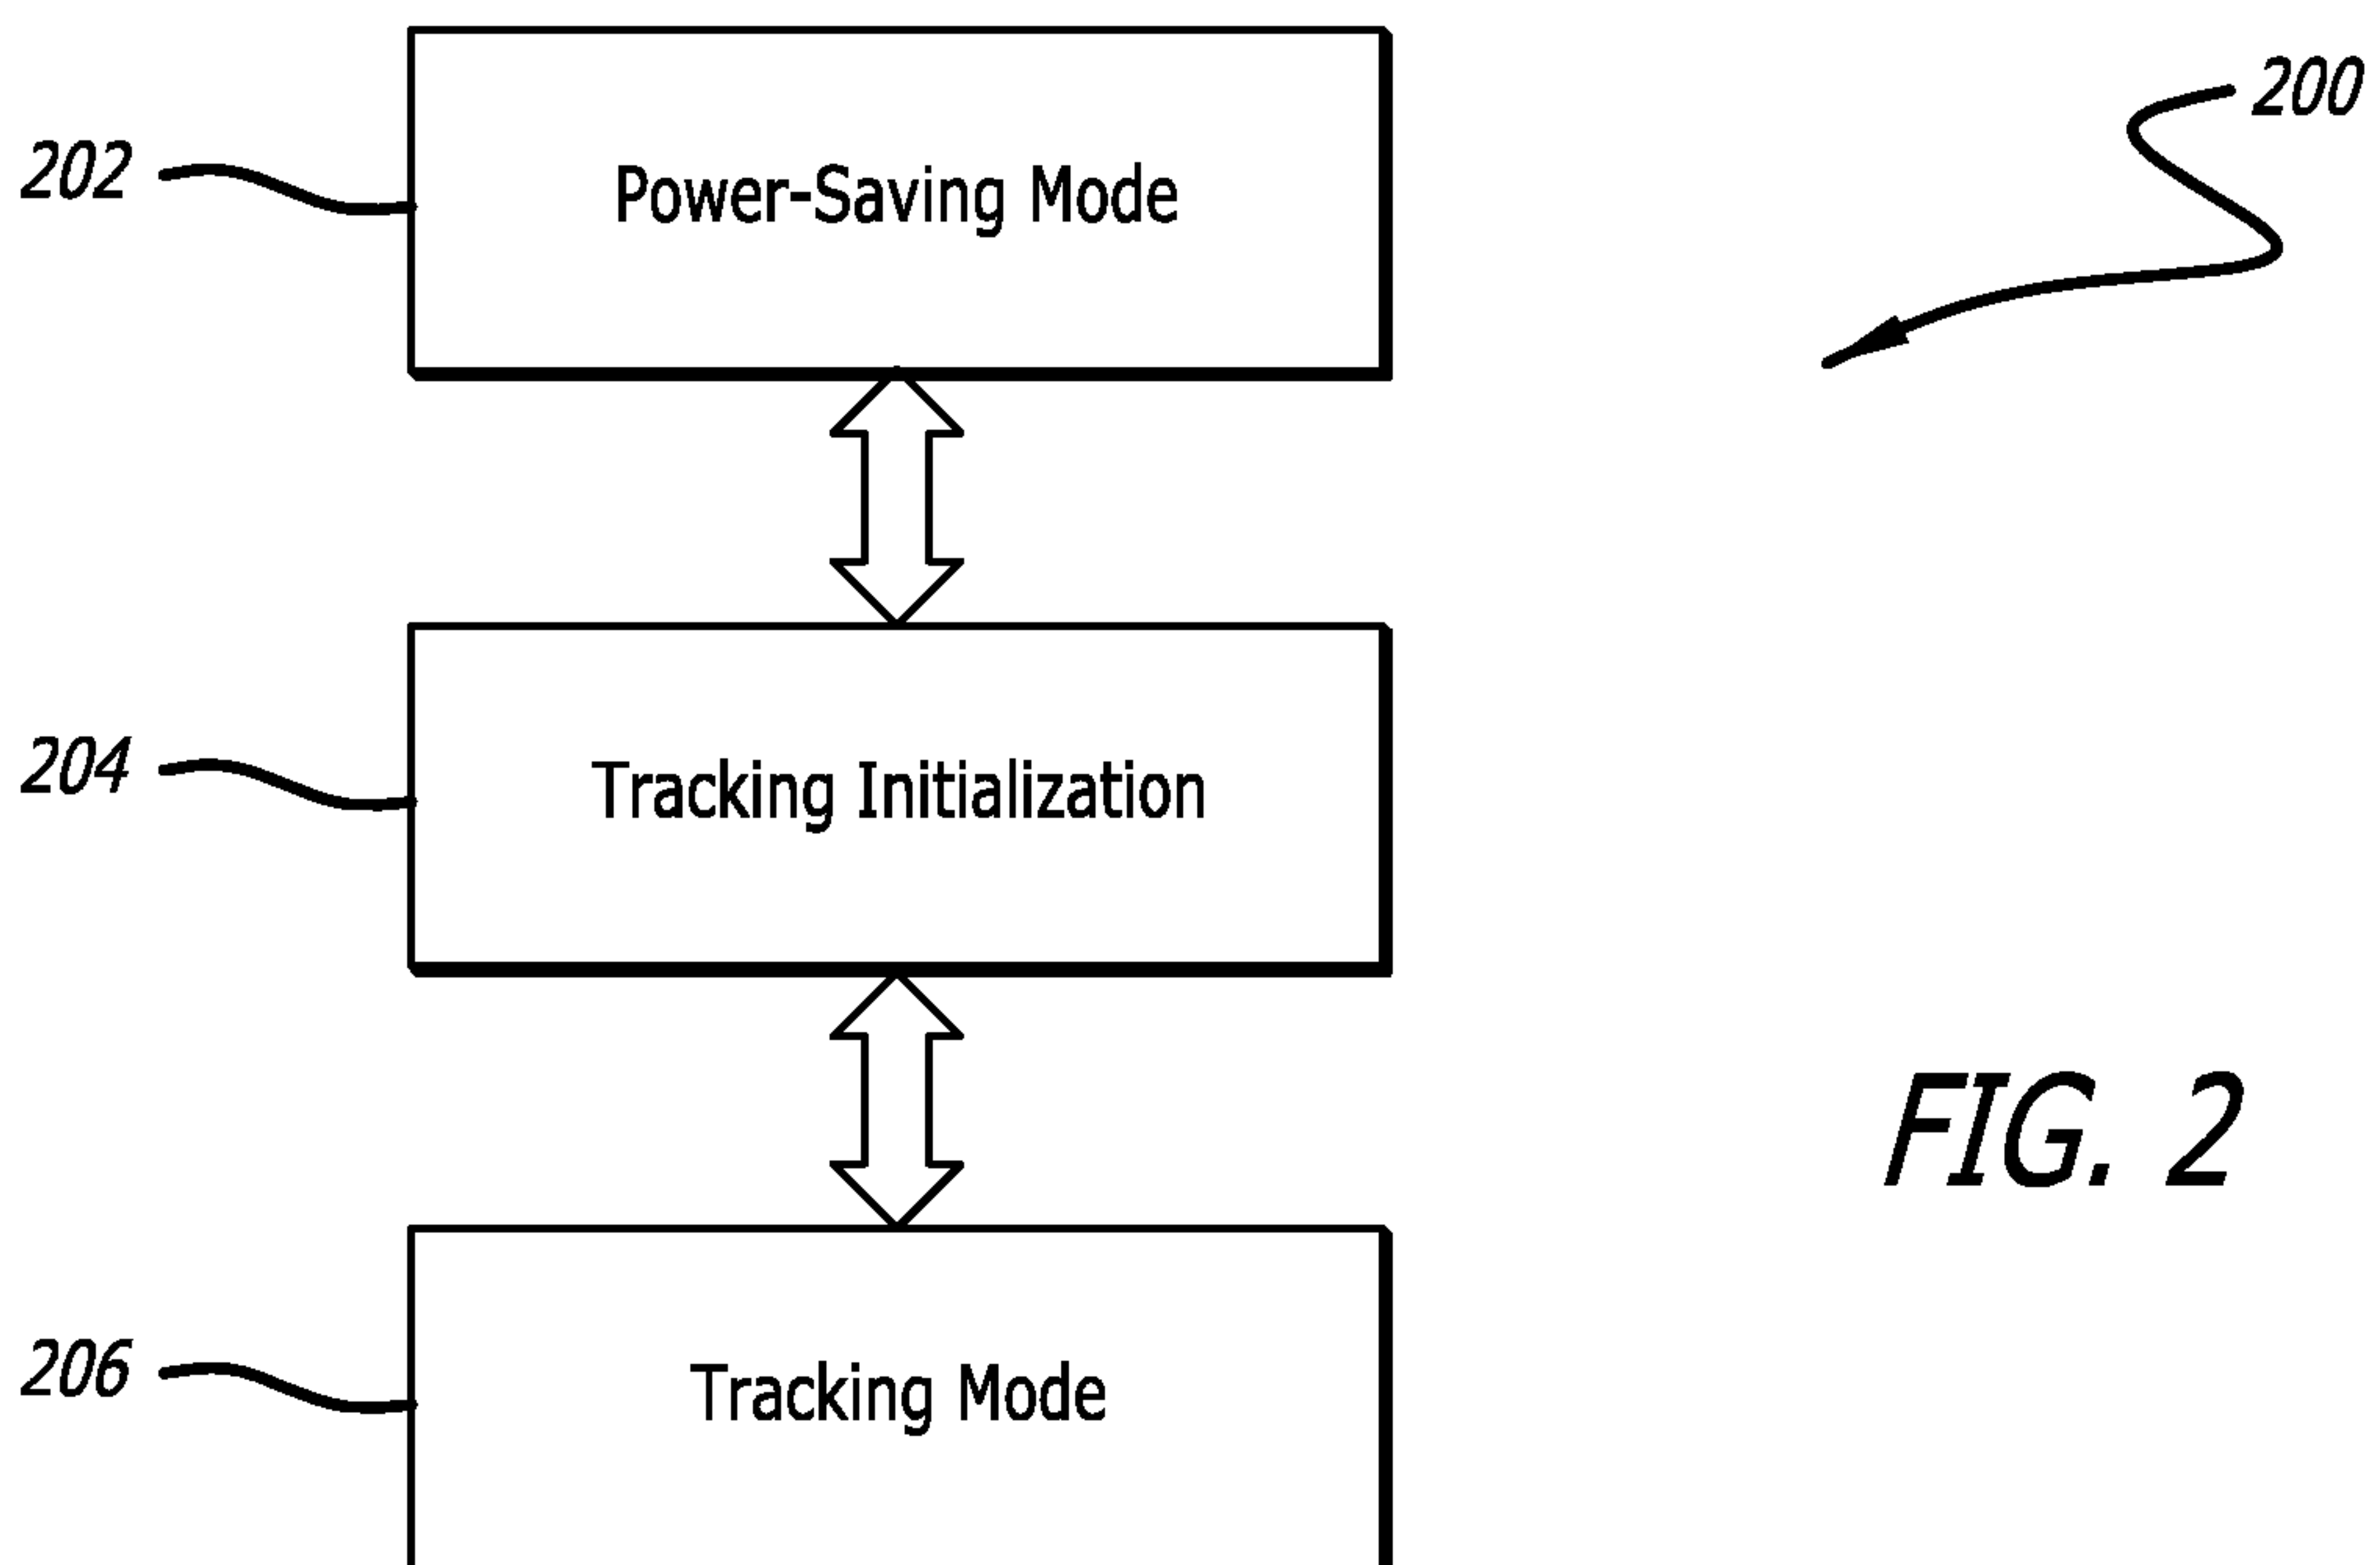 200
202
Power-Saving Mode
204
Tracking Initialization
FIG. 2
206
Tracking Mode